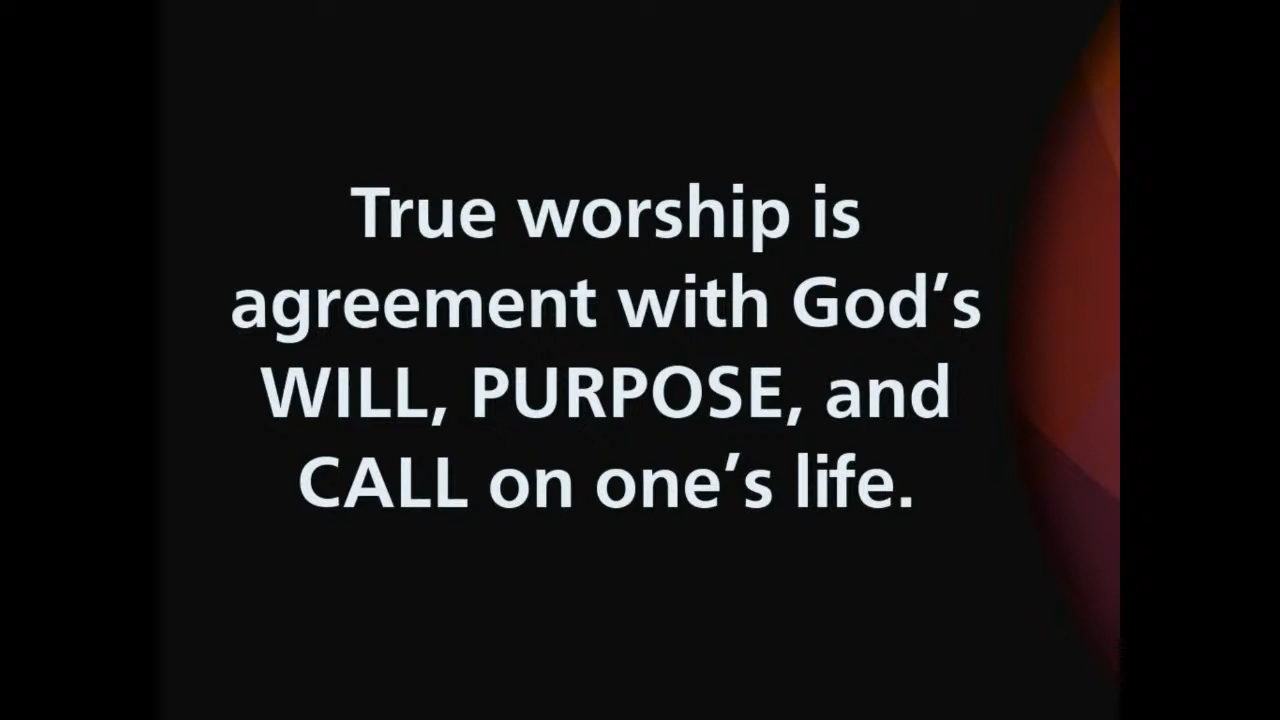 True worship is
agreement with God’s
WILL, PURPOSE, and
CALL on one’s life.